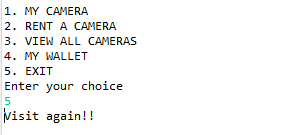 1. MY CAMERA
2. RENT A CAMERA
3. VIEW ALL CAMERAS
4. MY WALLET
5. EXIT
Enter your choice
5
Visit again!!